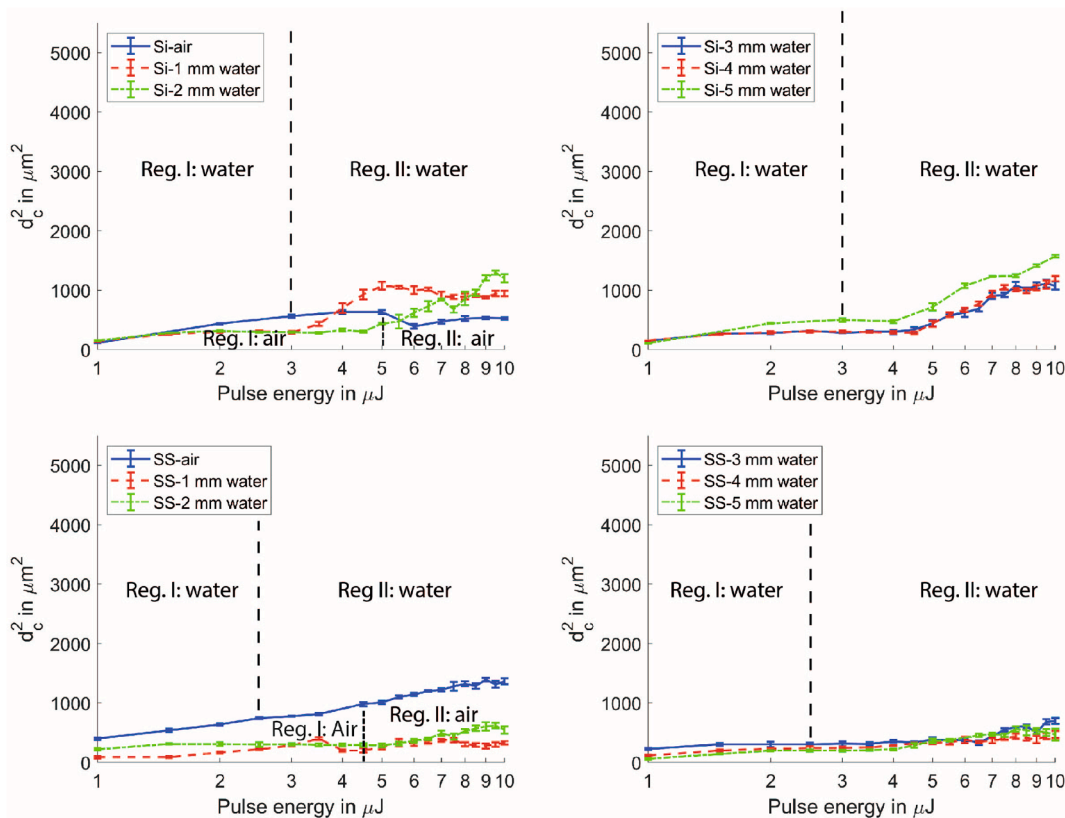 5000
4000
3000
2000
1000
0
d_c^2 in μm^2
Si-air
Si-1 mm water
Si-2 mm water
Reg. I: water
Reg. II: water
Reg. I: air
Reg. II: air
1 2 3 4 5 6 7 8 9 10
Pulse energy in μJ
5000
4000
3000
2000
1000
0
d_c^2 in μm^2
Si-3 mm water
Si-4 mm water
Si-5 mm water
Reg. I: water
Reg. II: water
1 2 3 4 5 6 7 8 9 10
Pulse energy in μJ
5000
4000
3000
2000
1000
0
d_c^2 in μm^2
SS-air
SS-1 mm water
SS-2 mm water
Reg. I: water
Reg II: water
Reg. I: Air
Reg. II: air
1 2 3 4 5 6 7 8 9 10
Pulse energy in μJ
5000
4000
3000
2000
1000
0
d_c^2 in μm^2
SS-3 mm water
SS-4 mm water
SS-5 mm water
Reg. I: water
Reg. II: water
1 2 3 4 5 6 7 8 9 10
Pulse energy in μJ